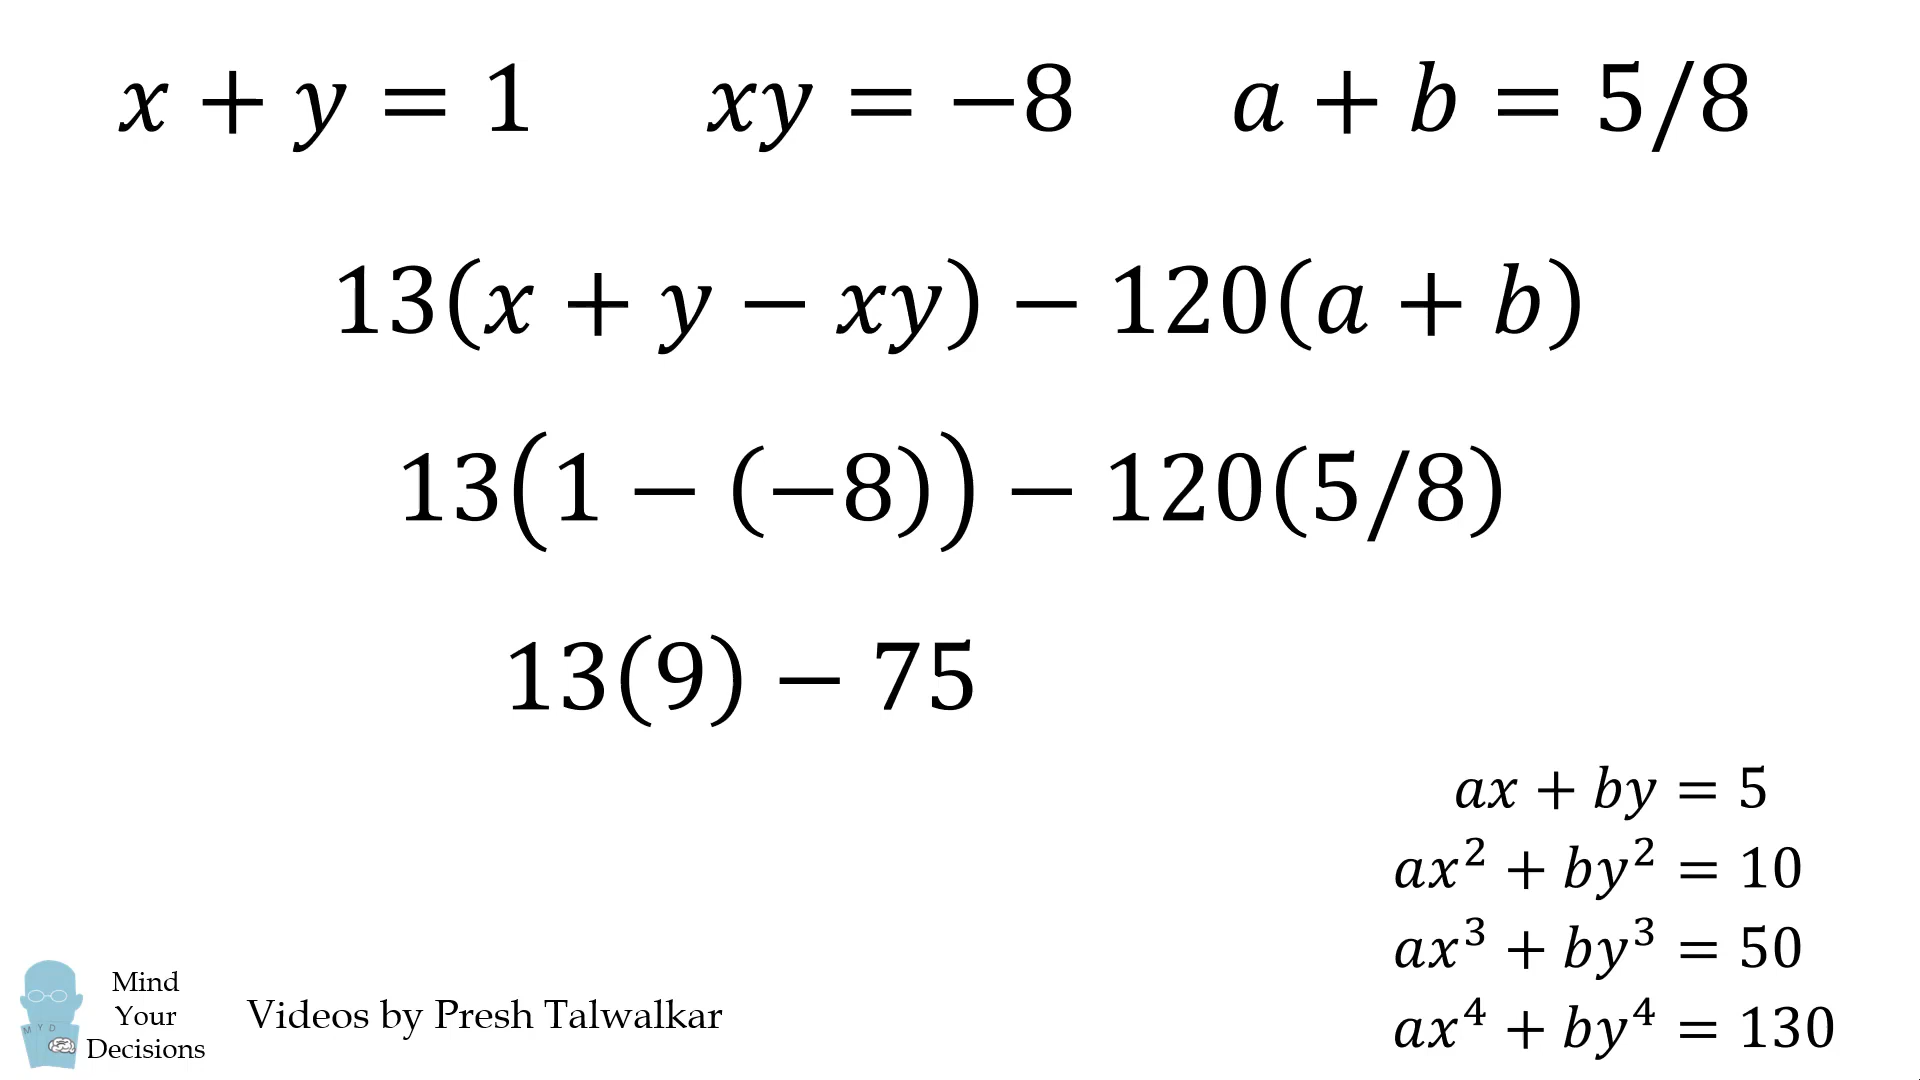 x + y = 1 xy = −8 a + b = 5/8
13(x + y − xy) − 120(a + b)
13(1 − (−8)) − 120(5/8)
13(9) − 75
ax + by = 5
ax² + by² = 10
ax³ + by³ = 50
ax⁴ + by⁴ = 130
M Y D
Mind
Your
Decisions
Videos by Presh Talwalkar